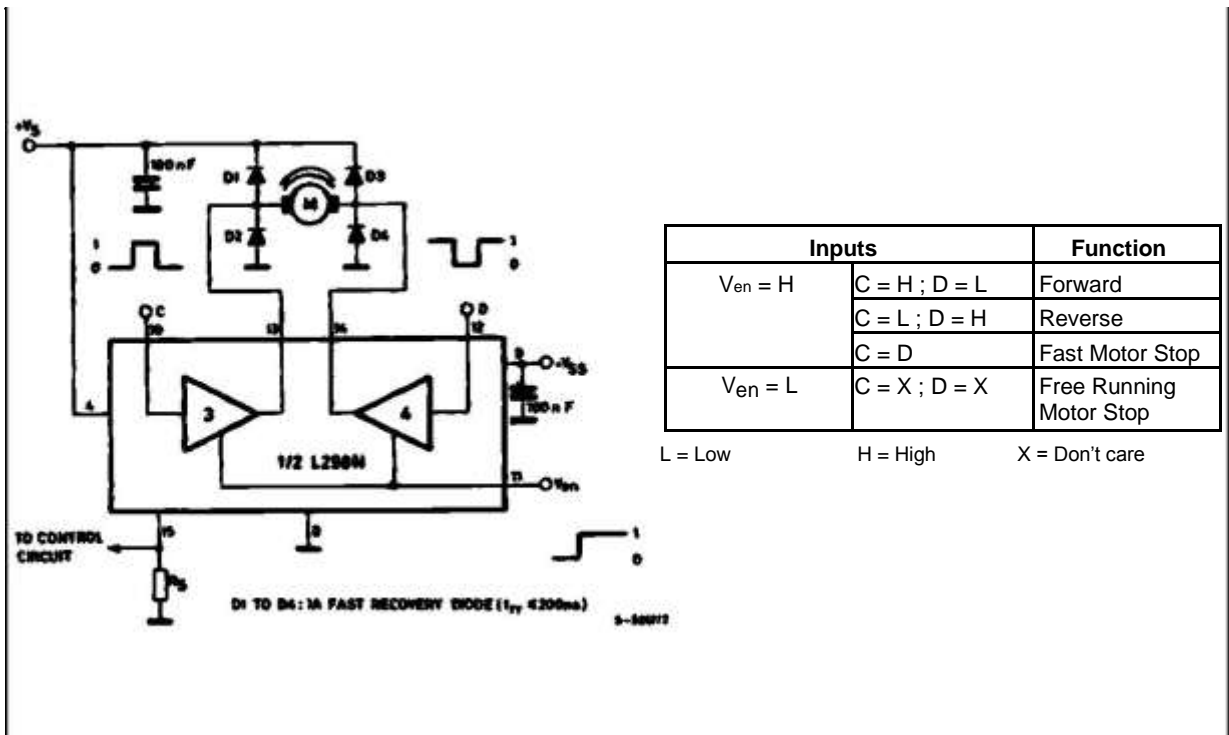 +Vs
100nF
D1
D3
M
D2
D4
1
0
1
0
C
D
10
13
14
12
9
+VSS
100nF
4
3
4
1/2 L298N
11
Ven
TO CONTROL
CIRCUIT
15
8
1
0
RS
D1 TO D4: 1A FAST RECOVERY DIODE (trr ≤200ns)
Inputs
Function
Ven = H
C = H ; D = L
Forward
C = L ; D = H
Reverse
C = D
Fast Motor Stop
Ven = L
C = X ; D = X
Free Running
Motor Stop
L = Low
H = High
X = Don't care